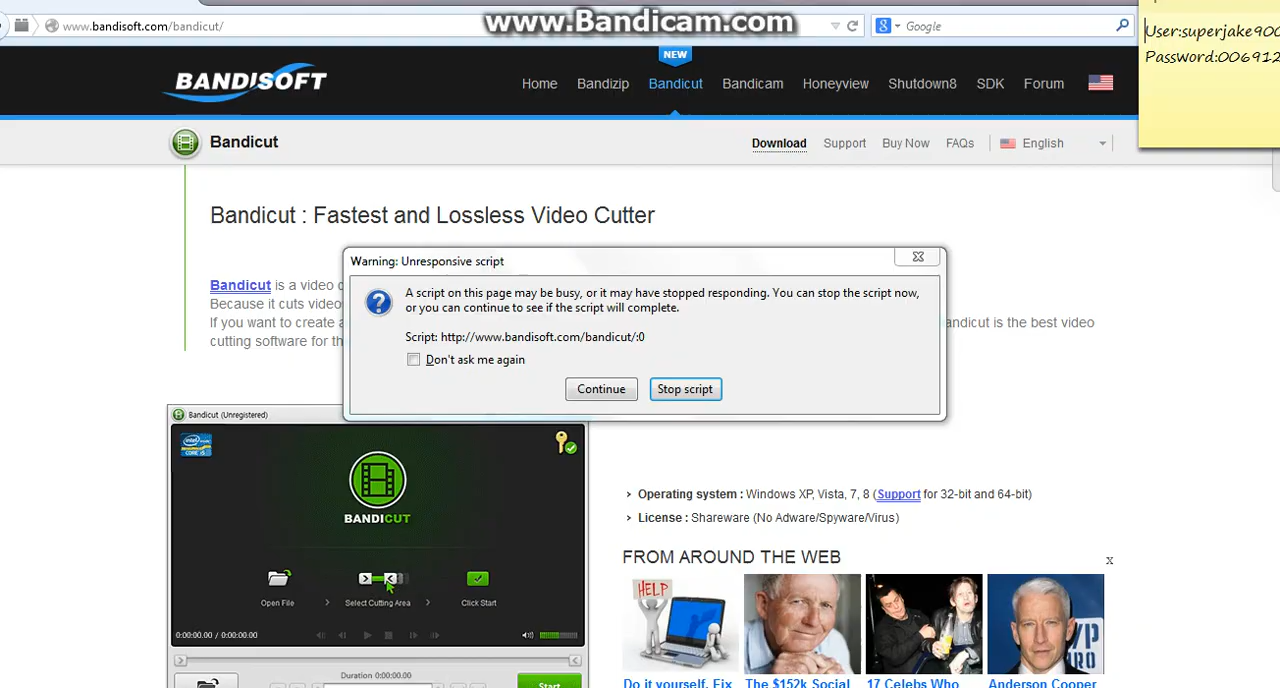 www.Bandicam.com
www.bandisoft.com/bandicut/
Google
User:superjake900
Password:006912
NEW
BANDISOFT
Home Bandizip Bandicut Bandicam Honeyview Shutdown8 SDK Forum
Bandicut
Download Support Buy Now FAQs English
Bandicut : Fastest and Lossless Video Cutter
Bandicut is a video
Because it cuts video
If you want to create a andicut is the best video
cutting software for th
Warning: Unresponsive script
A script on this page may be busy, or it may have stopped responding. You can stop the script now,
or you can continue to see if the script will complete.
Script: http://www.bandisoft.com/bandicut/:0
Don't ask me again
Continue Stop script
Bandicut (Unregistered)
BANDICUT
Open File Select Cutting Area Click Start
0:00:00.00 / 0:00:00.00
Duration 0:00:00.00
Start
Operating system : Windows XP, Vista, 7, 8 (Support for 32-bit and 64-bit)
License : Shareware (No Adware/Spyware/Virus)
FROM AROUND THE WEB
x
HELP
Do it yourself. Fix The $152k Social 17 Celebs Who Anderson Cooper